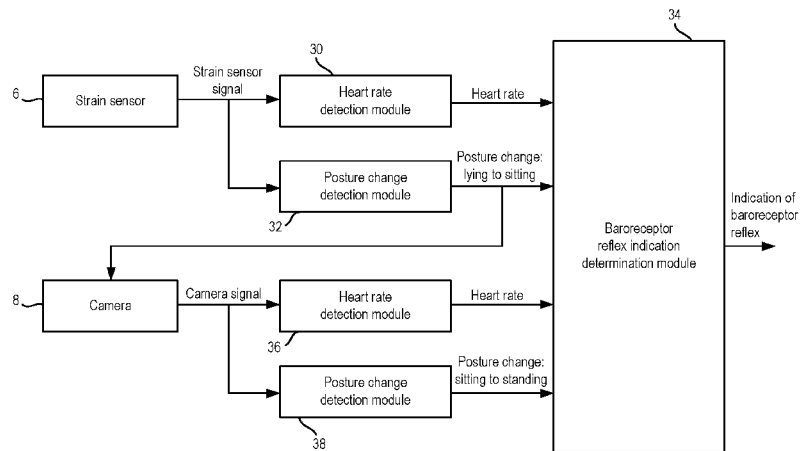 34
30
6
Strain sensor
Strain sensor
signal
Heart rate
detection module
Heart rate
Posture change
detection module
32
Posture change:
lying to sitting
Baroreceptor
reflex indication
determination module
Indication of
baroreceptor
reflex
8
Camera
Camera signal
Heart rate
detection module
36
Heart rate
Posture change
detection module
38
Posture change:
sitting to standing